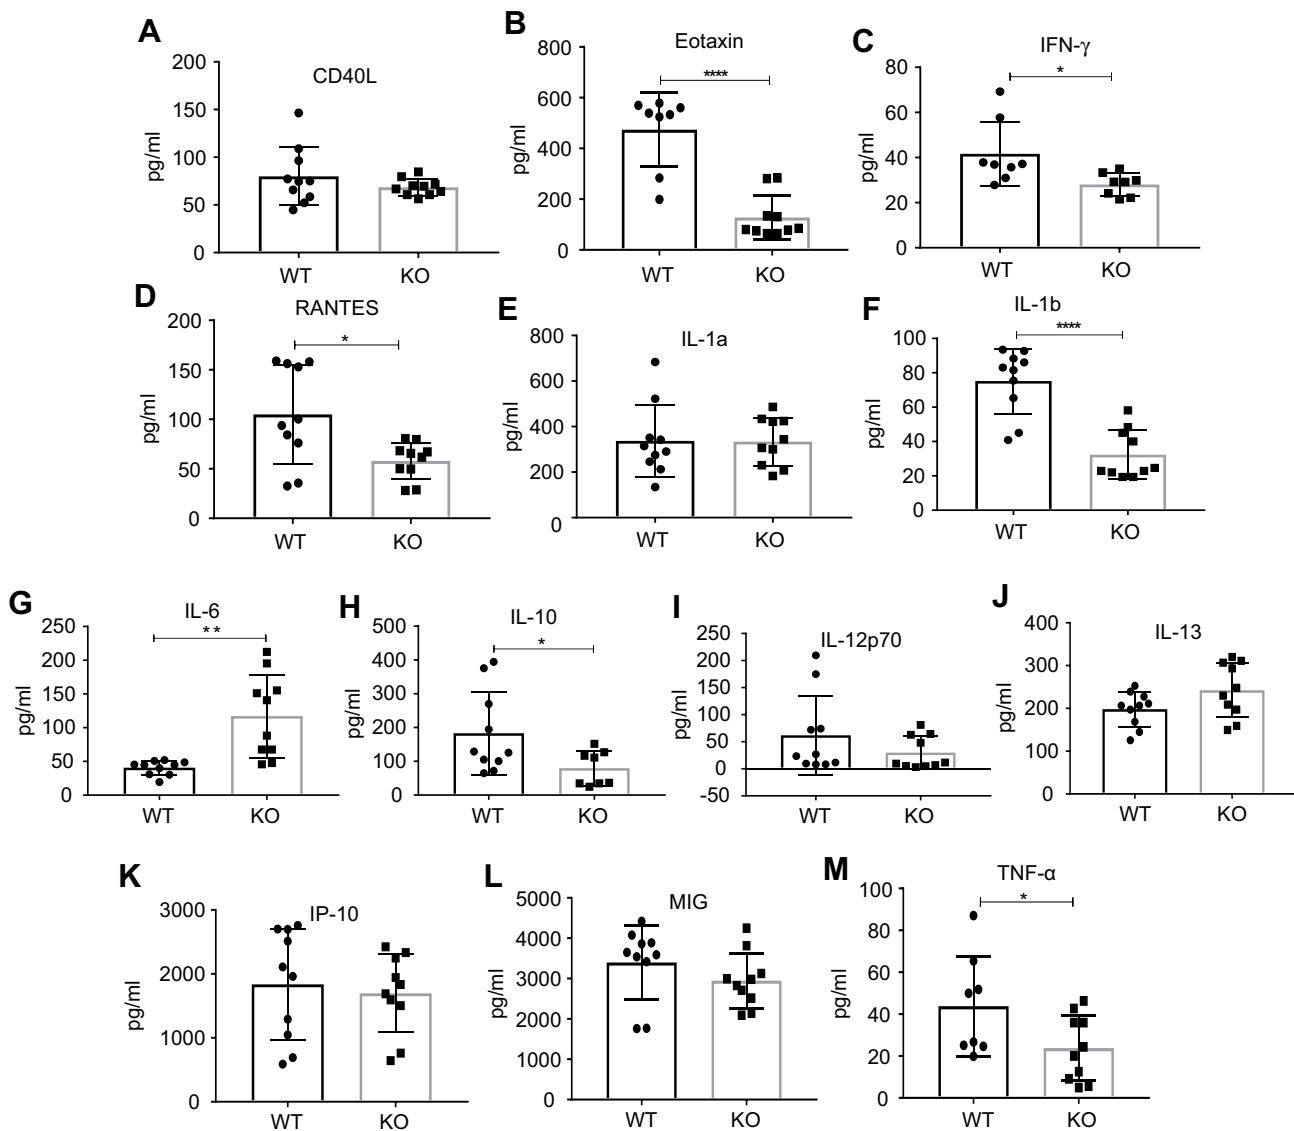 A
CD40L
pg/ml
200
150
100
50
0
WT
KO
B
Eotaxin
****
pg/ml
800
600
400
200
0
WT
KO
C
IFN-γ
*
pg/ml
80
60
40
20
0
WT
KO
D
RANTES
*
pg/ml
200
150
100
50
0
WT
KO
E
IL-1a
pg/ml
800
600
400
200
0
WT
KO
F
IL-1b
****
pg/ml
100
80
60
40
20
0
WT
KO
G
IL-6
**
pg/ml
250
200
150
100
50
0
WT
KO
H
IL-10
*
pg/ml
500
400
300
200
100
0
WT
KO
I
IL-12p70
pg/ml
250
200
150
100
50
0
-50
WT
KO
J
IL-13
pg/ml
400
300
200
100
0
WT
KO
K
IP-10
pg/ml
3000
2000
1000
0
WT
KO
L
MIG
pg/ml
5000
4000
3000
2000
1000
0
WT
KO
M
TNF-α
*
pg/ml
100
80
60
40
20
0
WT
KO